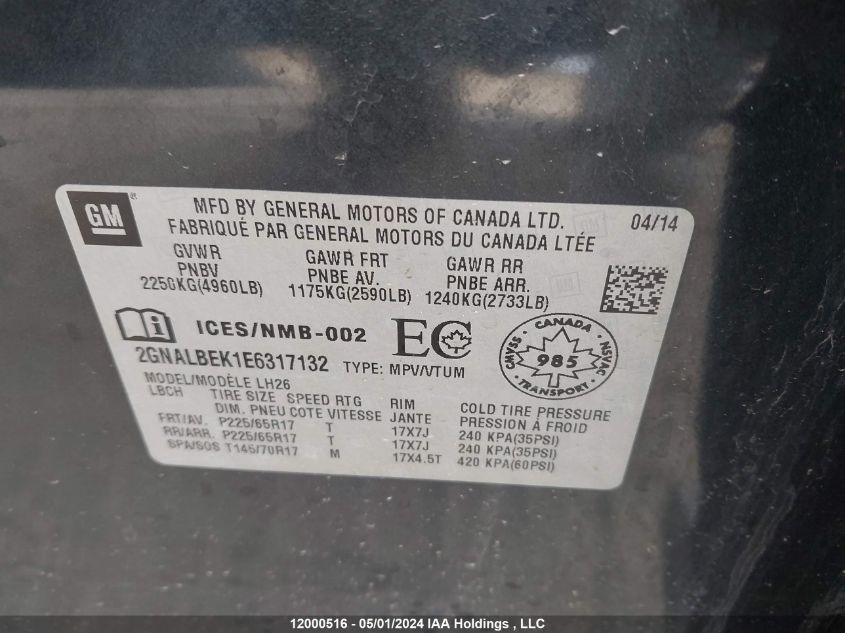 GM®
MFD BY GENERAL MOTORS OF CANADA LTD. 04/14
FABRIQUÉ PAR GENERAL MOTORS DU CANADA LTÉE
GVWR GAWR FRT GAWR RR
PNBV PNBE AV. PNBE ARR.
2250KG(4960LB) 1175KG(2590LB) 1240KG(2733LB)
ICES/NMB-002 EC
CANADA
CMVSS 985 NSVAC
TRANSPORT
2GNALBEK1E6317132 TYPE: MPV/VTUM
MODEL/MODÈLE LH26
LBCH TIRE SIZE SPEED RTG RIM COLD TIRE PRESSURE
DIM. PNEU COTE VITESSE JANTE PRESSION À FROID
FRT/AV. P225/65R17 T 17X7J 240 KPA(35PSI)
RR/ARR. P225/65R17 T 17X7J 240 KPA(35PSI)
SPA/SOS T145/70R17 M 17X4.5T 420 KPA(60PSI)
12000516 - 05/01/2024 IAA Holdings , LLC